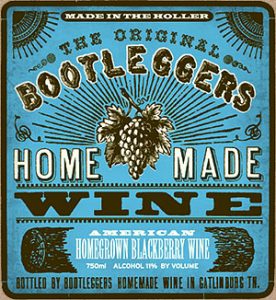 MADE IN THE HOLLER
THE ORIGINAL
BOOTLEGGERS
HOME MADE
WINE
AMERICAN
HOMEGROWN BLACKBERRY WINE
750ml ALCOHOL 11% BY VOLUME
BOTTLED BY BOOTLEGGERS HOMEMADE WINE IN GATLINBURG TN.